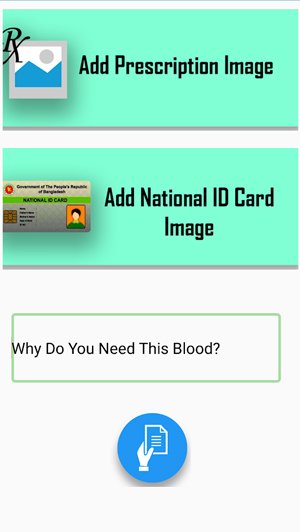 Rx
Add Prescription Image
Government of The People's Republic
of Bangladesh
NATIONAL ID CARD
Add National ID Card
Image
Why Do You Need This Blood?